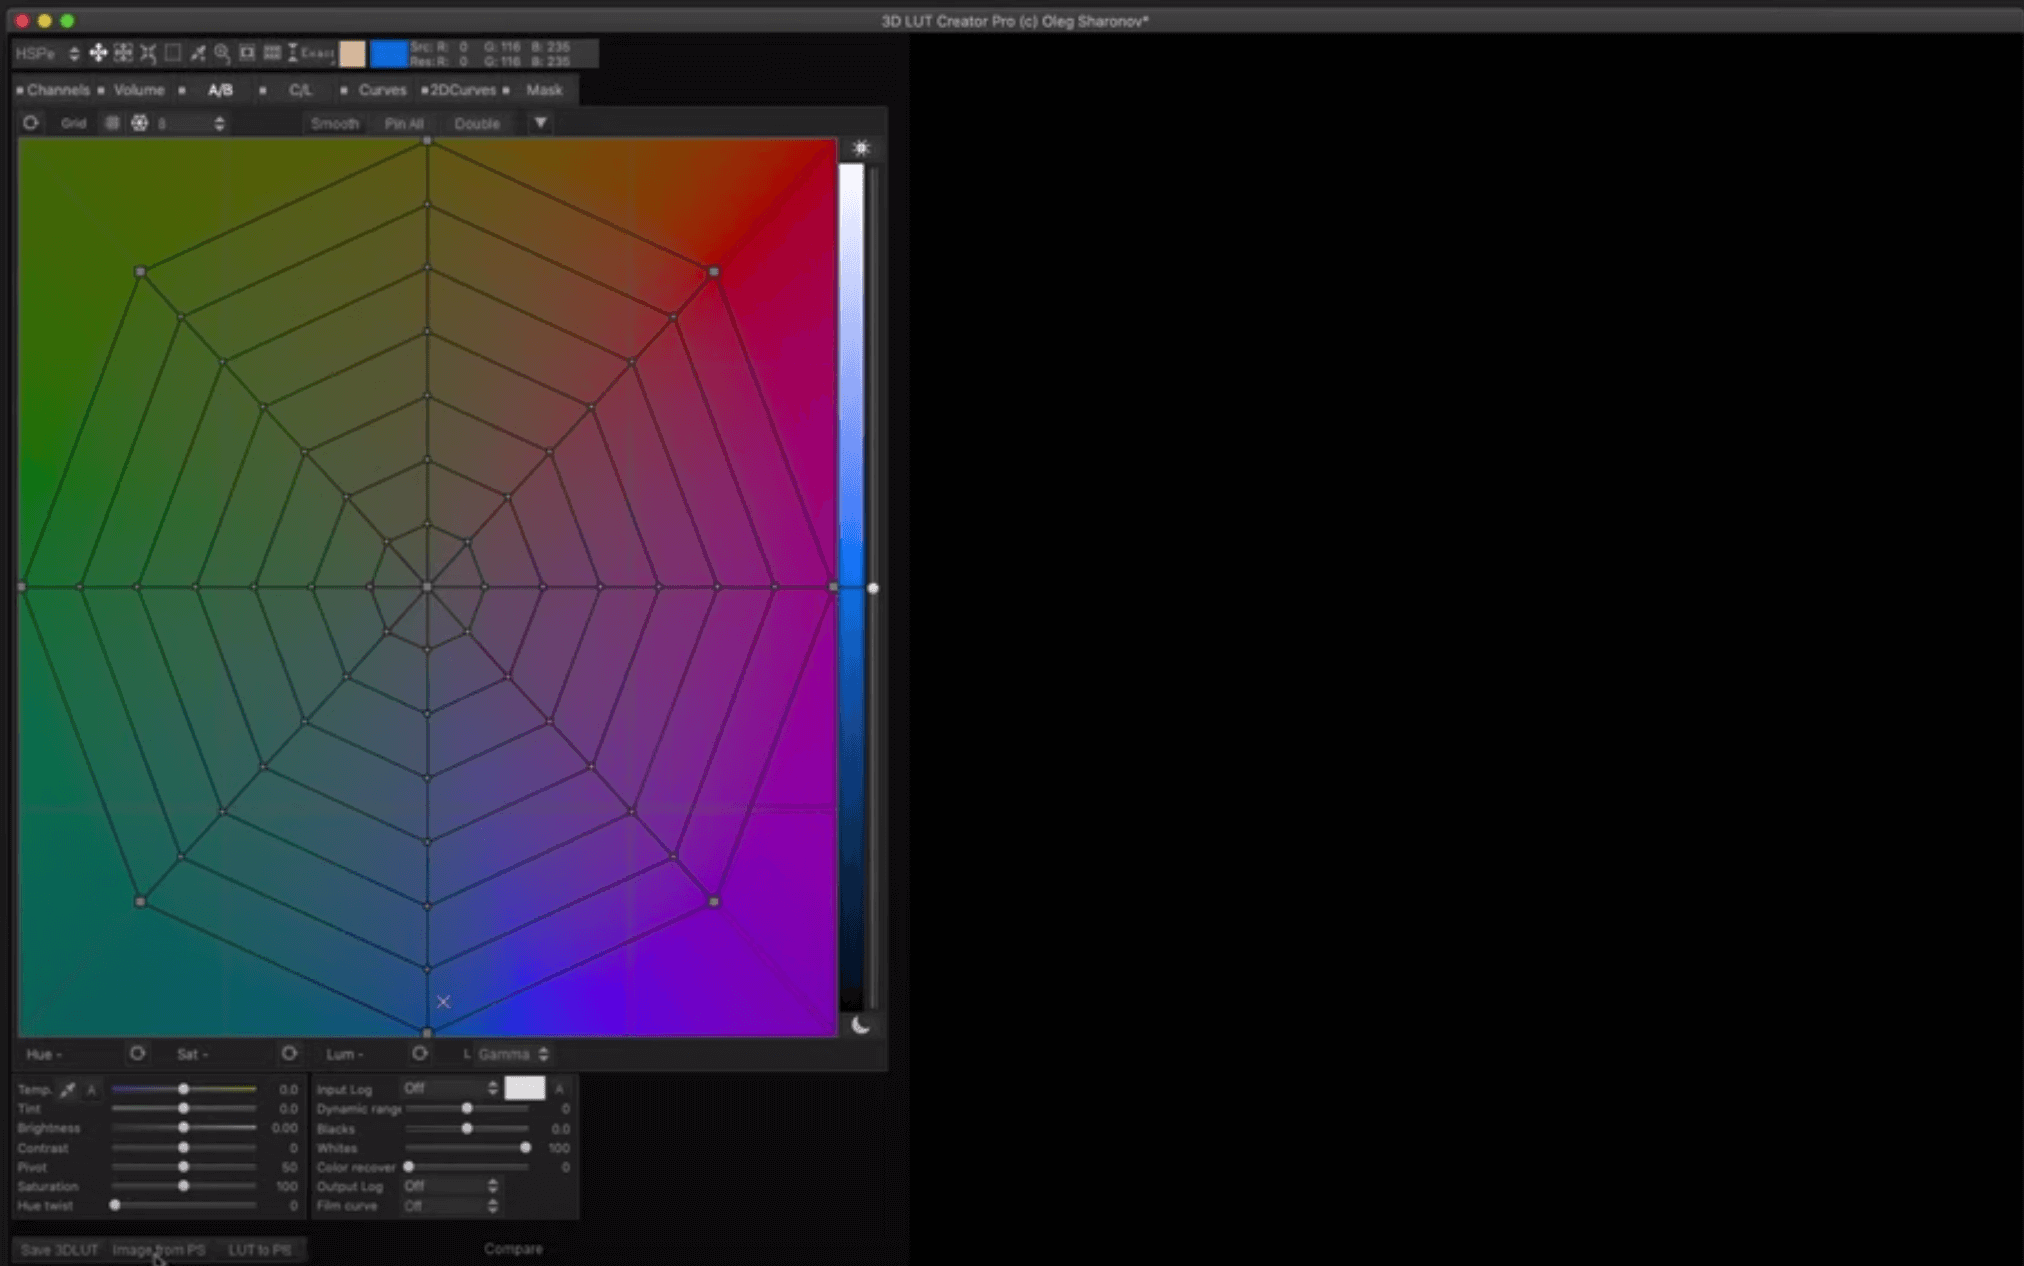 3D LUT Creator Pro (c) Oleg Sharonov*
HSPe Exact Src: R: 0 G: 116 B: 235
Res: R: 0 G: 116 B: 235
Channels Volume A/B C/L Curves 2DCurves Mask
Grid 8 Smooth Pin All Double
Hue - Sat - Lum - L Gamma
Temp. A 0.0
Tint 0.0
Brightness 0.00
Contrast 0
Pivot 50
Saturation 100
Hue twist 0
Input Log Off A
Dynamic range 0
Blacks 0.0
Whites 100
Color recover 0
Output Log Off
Film curve Off
Save 3DLUT Image from PS LUT to PS Compare